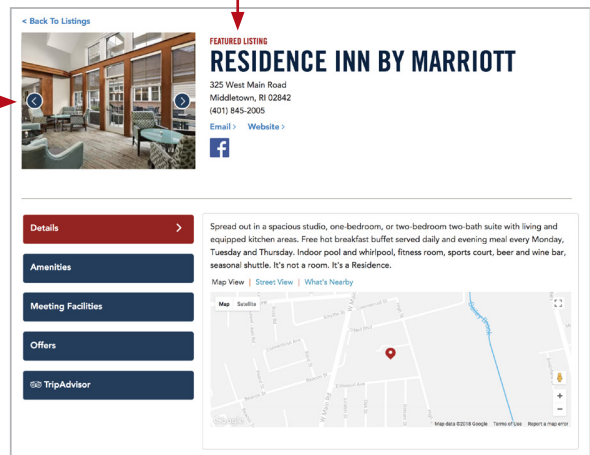 < Back To Listings
FEATURED LISTING
RESIDENCE INN BY MARRIOTT
325 West Main Road
Middletown, RI 02842
(401) 845-2005
Email >  Website >
Details >
Amenities
Meeting Facilities
Offers
TripAdvisor
Spread out in a spacious studio, one-bedroom, or two-bedroom two-bath suite with living and
equipped kitchen areas. Free hot breakfast buffet served daily and evening meal every Monday,
Tuesday and Thursday. Indoor pool and whirlpool, fitness room, sports court, beer and wine bar,
seasonal shuttle. It's not a room. It's a Residence.
Map View | Street View | What's Nearby
Map Satellite
W Main Rd
Map data ©2018 Google  Terms of Use  Report a map error